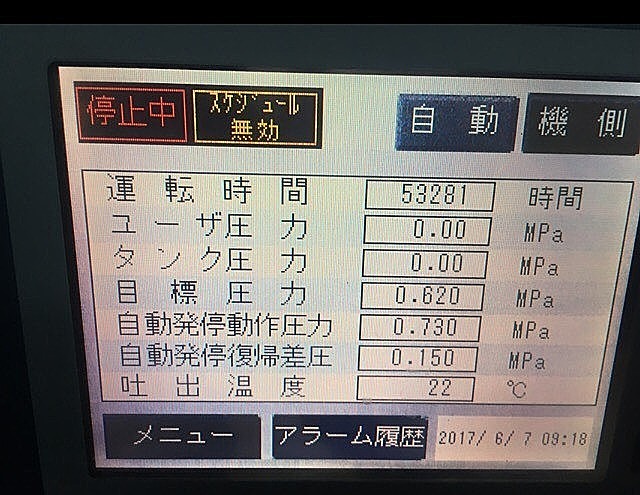 停止中
ｽｹｼﾞｭｰﾙ
無効
自動
機側
運転時間 53281 時間
ユーザ圧力 0.00 MPa
タンク圧力 0.00 MPa
目標圧力 0.620 MPa
自動発停動作圧力 0.730 MPa
自動発停復帰差圧 0.150 MPa
吐出温度 22 ℃
メニュー
アラーム履歴
2017/ 6/ 7 09:18